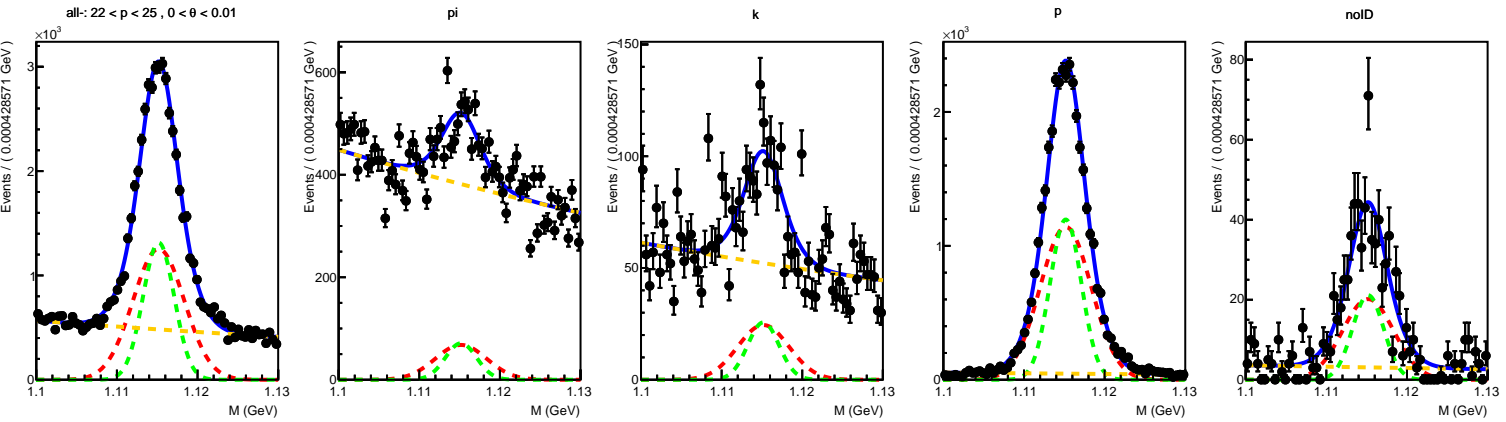 all-: 22 < p < 25 , 0 < θ < 0.01
×10³
Events / ( 0.000428571 GeV )
3
2
1
0
1.1 1.11 1.12 1.13
M (GeV)
pi
Events / ( 0.000428571 GeV )
600
400
200
0
1.1 1.11 1.12 1.13
M (GeV)
k
Events / ( 0.000428571 GeV )
150
100
50
0
1.1 1.11 1.12 1.13
M (GeV)
p
×10³
Events / ( 0.000428571 GeV )
2
1
0
1.1 1.11 1.12 1.13
M (GeV)
noID
Events / ( 0.000428571 GeV )
80
60
40
20
0
1.1 1.11 1.12 1.13
M (GeV)